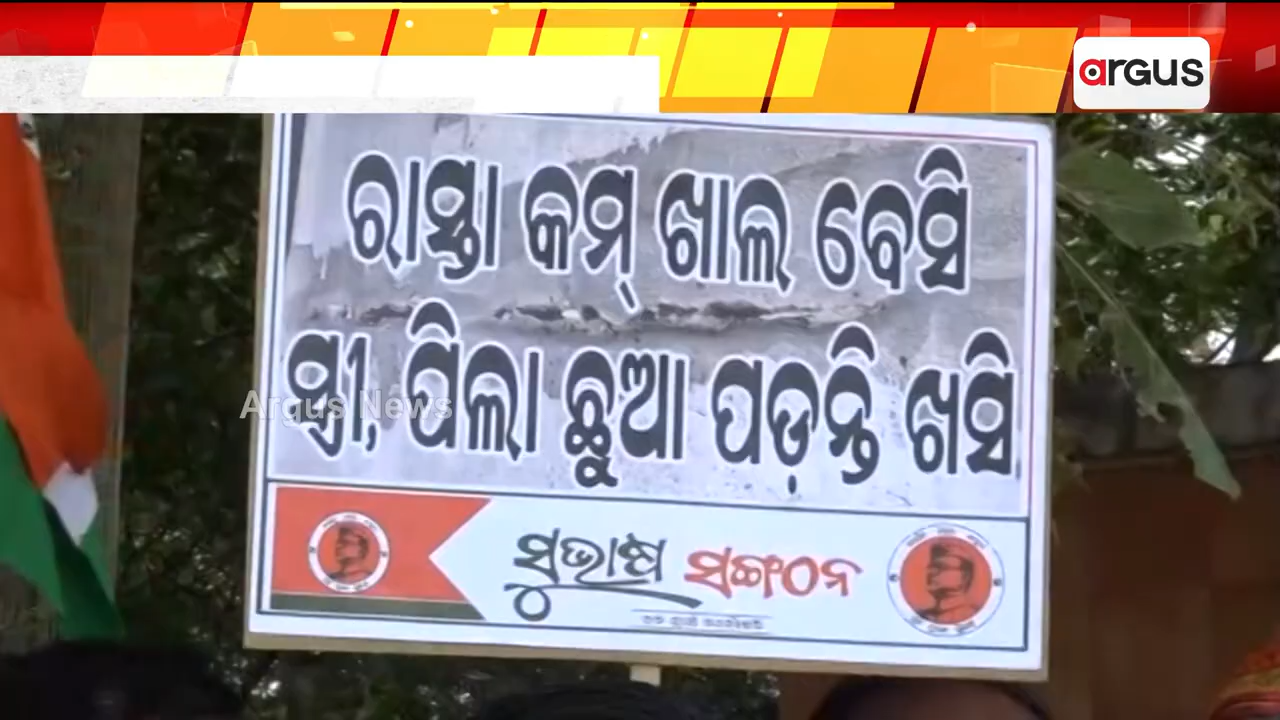 argus
ରାସ୍ତା କମ୍ ଖାଲ ବେସି
ସ୍ତ୍ରୀ, ପିଲା ଛୁଆ ପଡ଼ନ୍ତି ଖସି
Argus News
ସୁଭାଷ ସଙ୍ଗଠନ